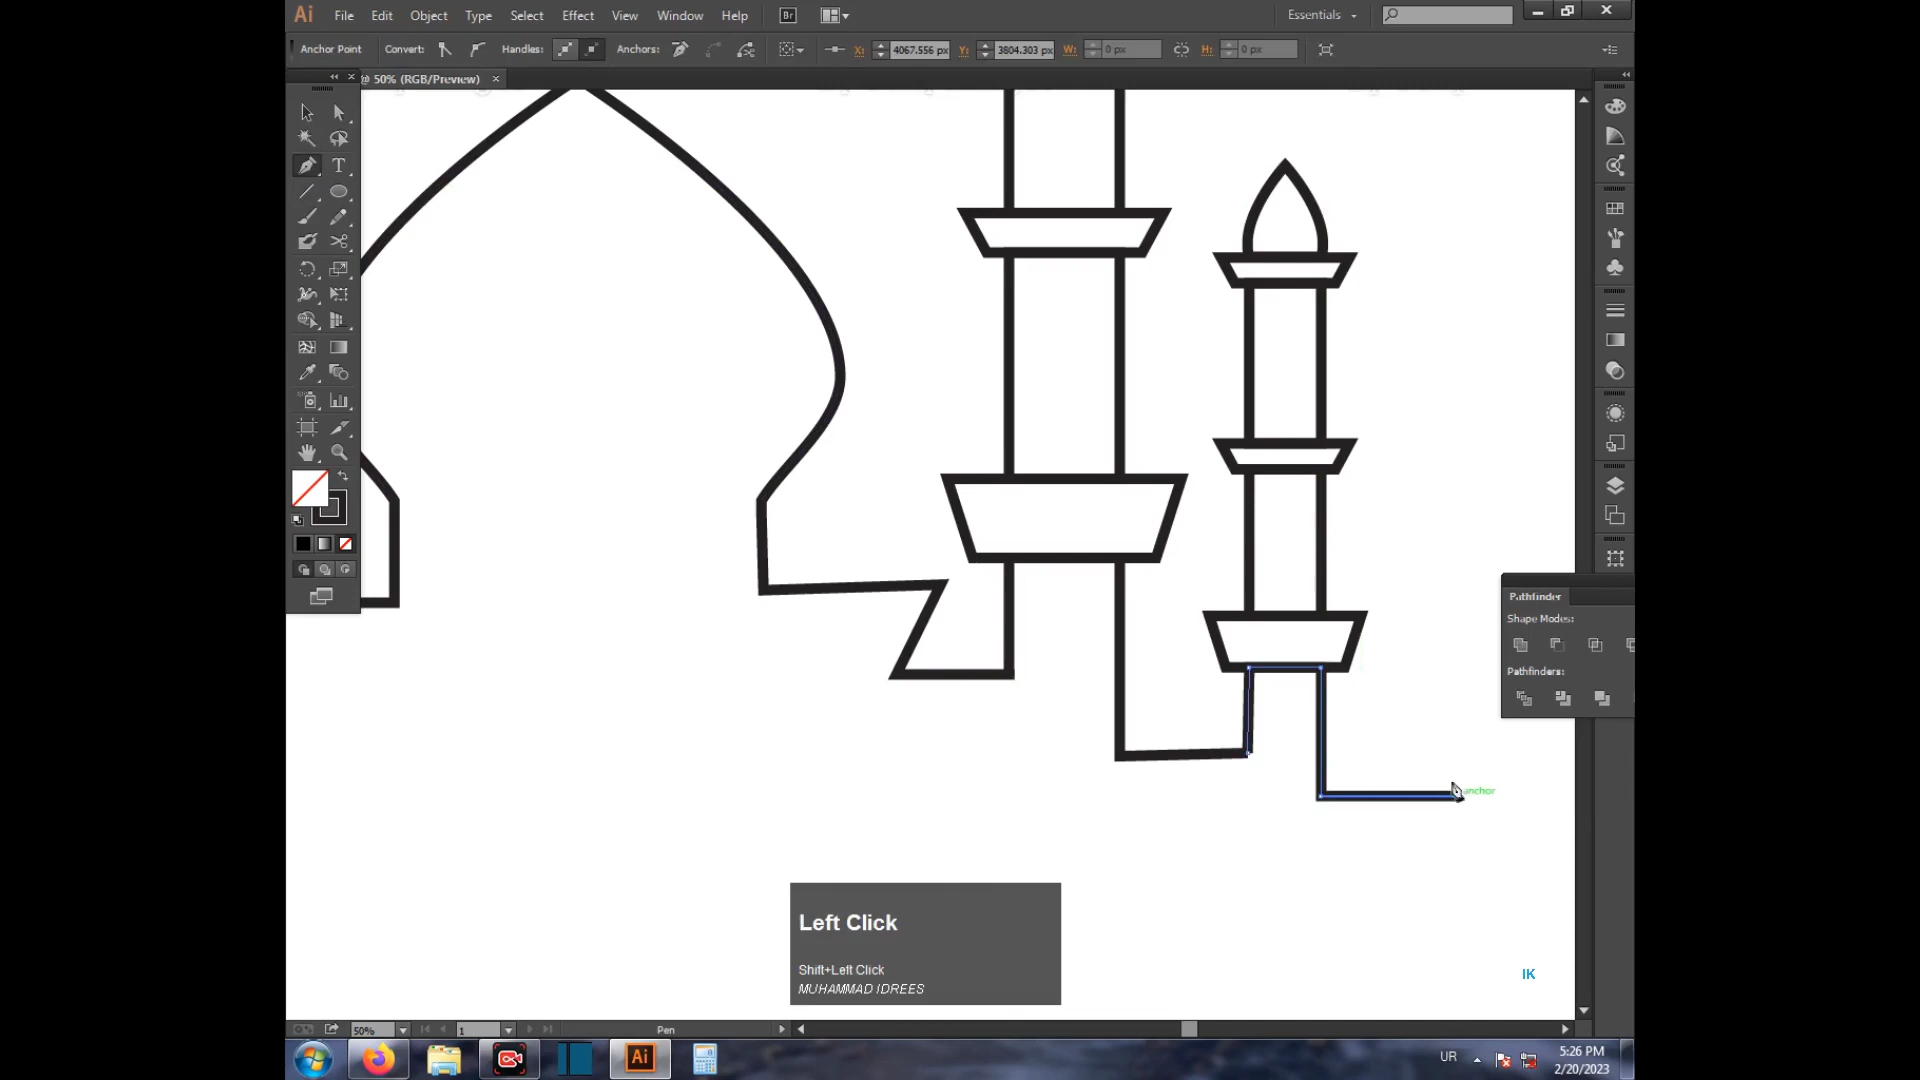 Ai File Edit Object Type Select Effect View Window Help Br Essentials
Anchor Point Convert: Handles: Anchors: X: 4067.556 px Y: 3804.303 px W: 0 px H: 0 px
@ 50% (RGB/Preview) ×
Pathfinder
Shape Modes:
Pathfinders:
anchor
Left Click
Shift+Left Click
MUHAMMAD IDREES
IK
50% 1 Pen
Ai UR 5:26 PM
2/20/2023